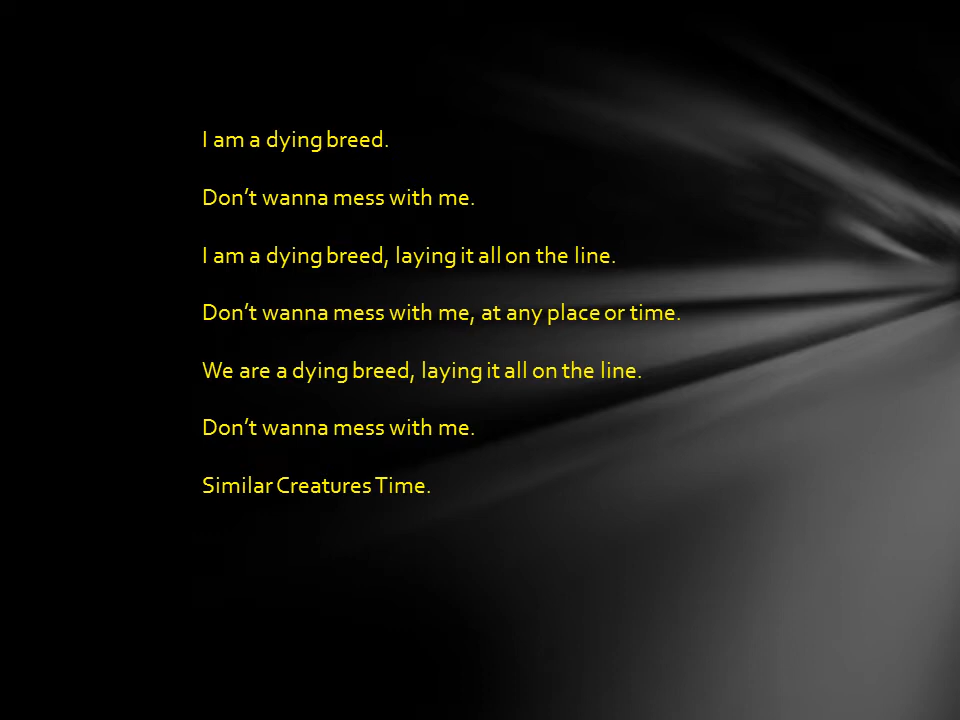 I am a dying breed.
Don’t wanna mess with me.
I am a dying breed, laying it all on the line.
Don’t wanna mess with me, at any place or time.
We are a dying breed, laying it all on the line.
Don’t wanna mess with me.
Similar Creatures Time.